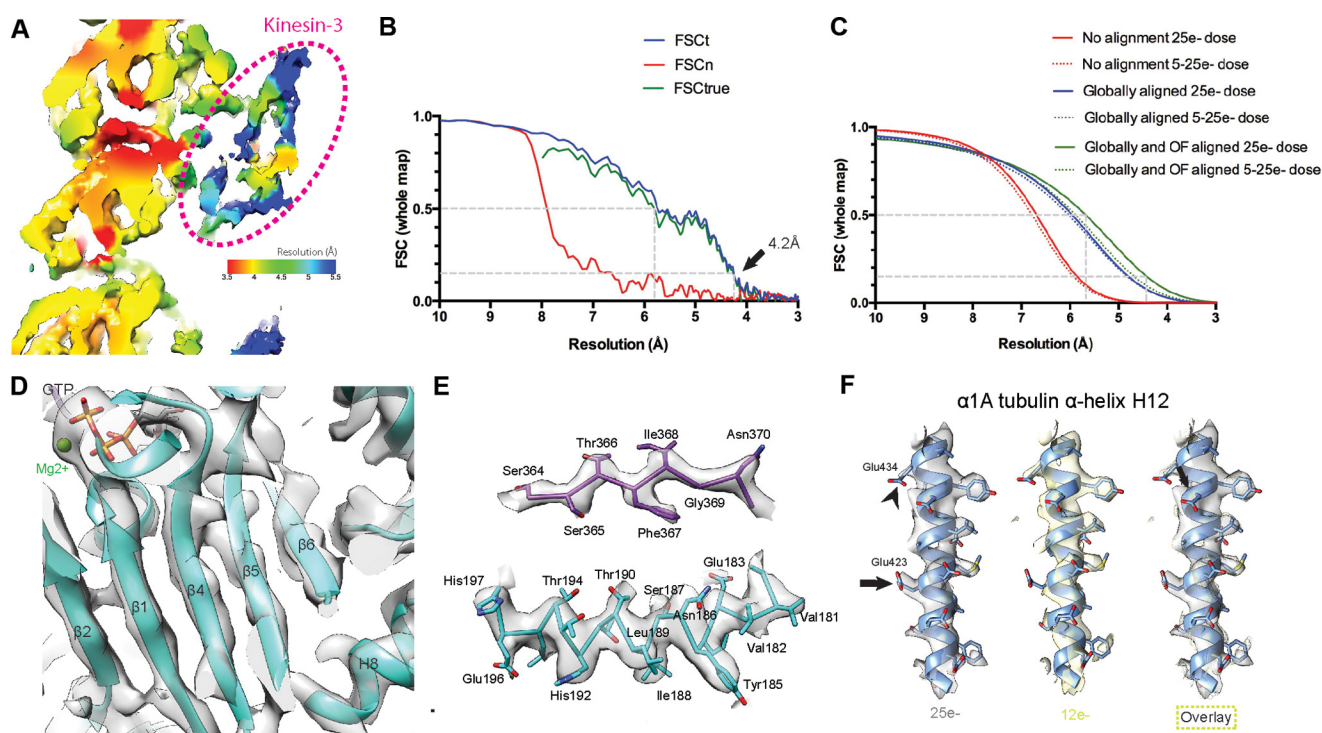 A
Kinesin-3
Resolution (Å)
3.5 4 4.5 5 5.5
B
FSCt
FSCn
FSCtrue
FSC (whole map)
1.0
0.5
0.0
4.2Å
10 9 8 7 6 5 4 3
Resolution (Å)
C
No alignment 25e- dose
No alignment 5-25e- dose
Globally aligned 25e- dose
Globally aligned 5-25e- dose
Globally and OF aligned 25e- dose
Globally and OF aligned 5-25e- dose
FSC (whole map)
1.0
0.5
0.0
10 9 8 7 6 5 4 3
Resolution (Å)
D
GTP
Mg2+
β2
β1
β4
β5
β6
H8
E
Ser364
Thr366
Ile368
Asn370
Ser365
Phe367
Gly369
His197
Thr194
Thr190
Ser187
Glu183
Asn186
Leu189
Val181
Val182
Glu196
His192
Ile188
Tyr185
F
α1A tubulin α-helix H12
Glu434
Glu423
25e-
12e-
Overlay